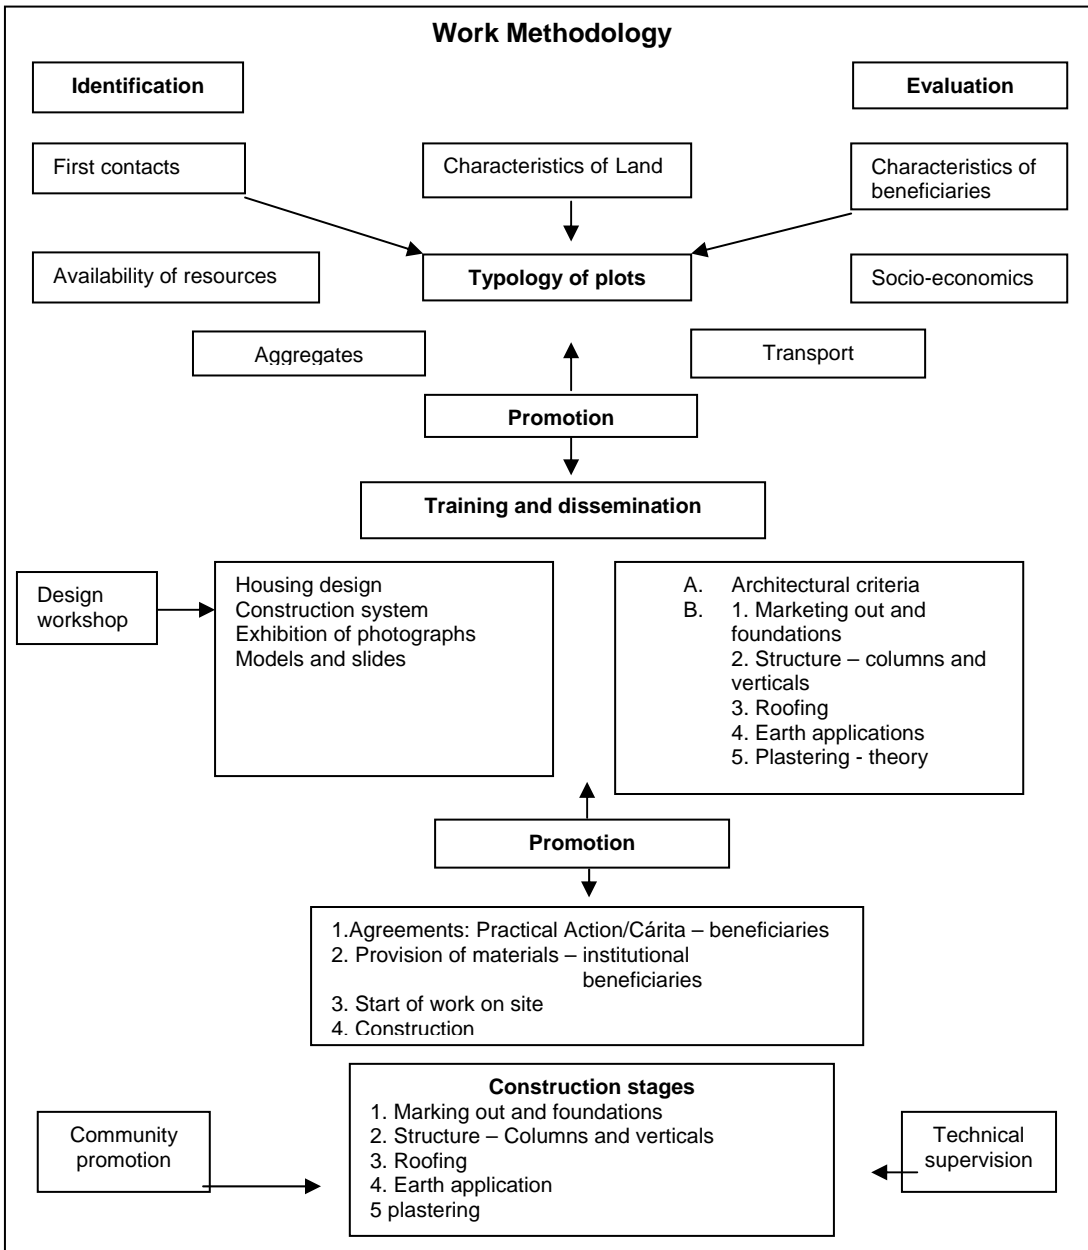 Work Methodology
Identification
Evaluation
First contacts
Characteristics of Land
Characteristics of
beneficiaries
Availability of resources
Typology of plots
Socio-economics
Aggregates
Transport
Promotion
Training and dissemination
Design
workshop
Housing design
Construction system
Exhibition of photographs
Models and slides
A. Architectural criteria
B. 1. Marketing out and
foundations
2. Structure – columns and
verticals
3. Roofing
4. Earth applications
5. Plastering - theory
Promotion
1.Agreements: Practical Action/Cárita – beneficiaries
2. Provision of materials – institutional
beneficiaries
3. Start of work on site
4. Construction
Construction stages
1. Marking out and foundations
2. Structure – Columns and verticals
3. Roofing
4. Earth application
5 plastering
Community
promotion
Technical
supervision